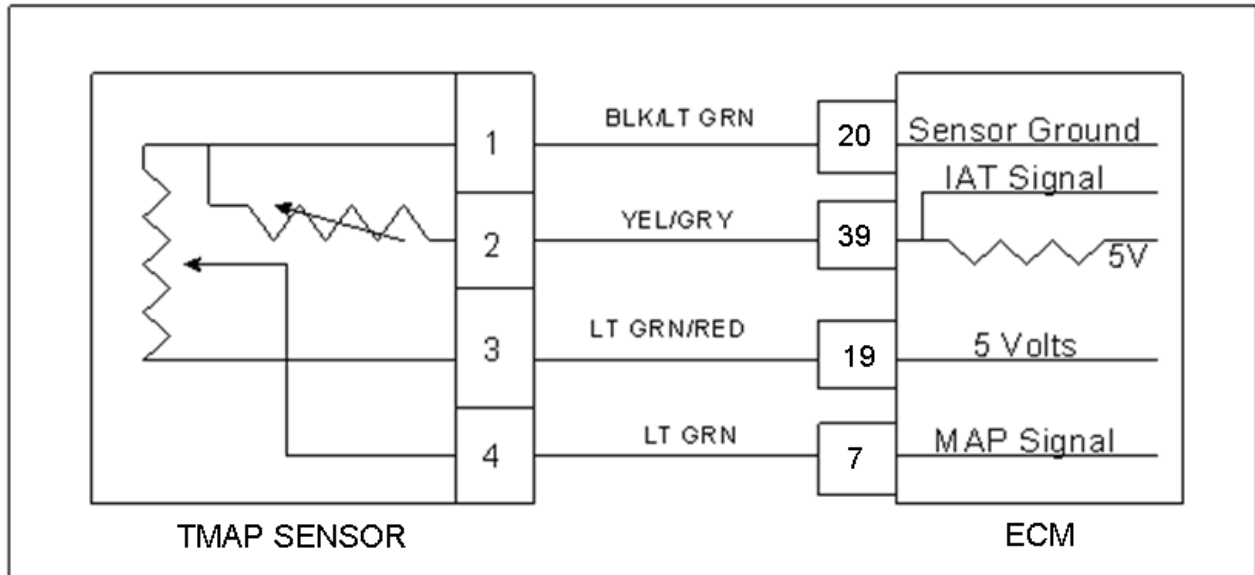 1 BLK/LT GRN 20 Sensor Ground
IAT Signal
2 YEL/GRY 39 5V
3 LT GRN/RED 19 5 Volts
4 LT GRN 7 MAP Signal
TMAP SENSOR ECM